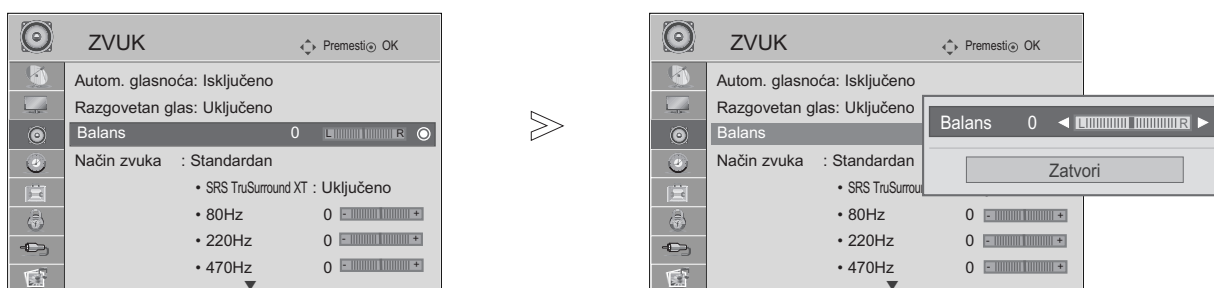 ZVUK
Premesti OK
Autom. glasnoća: Isključeno
Razgovetan glas: Uključeno
Balans 0 L R
Način zvuka : Standardan
• SRS TruSurround XT : Uključeno
• 80Hz 0 - +
• 220Hz 0 - +
• 470Hz 0 - +
ZVUK
Premesti OK
Autom. glasnoća: Isključeno
Razgovetan glas: Uključeno
Balans
Način zvuka : Standardan
• SRS TruSurrou
• 80Hz 0 - +
• 220Hz 0 - +
• 470Hz 0 - +
Balans 0 L R
Zatvori